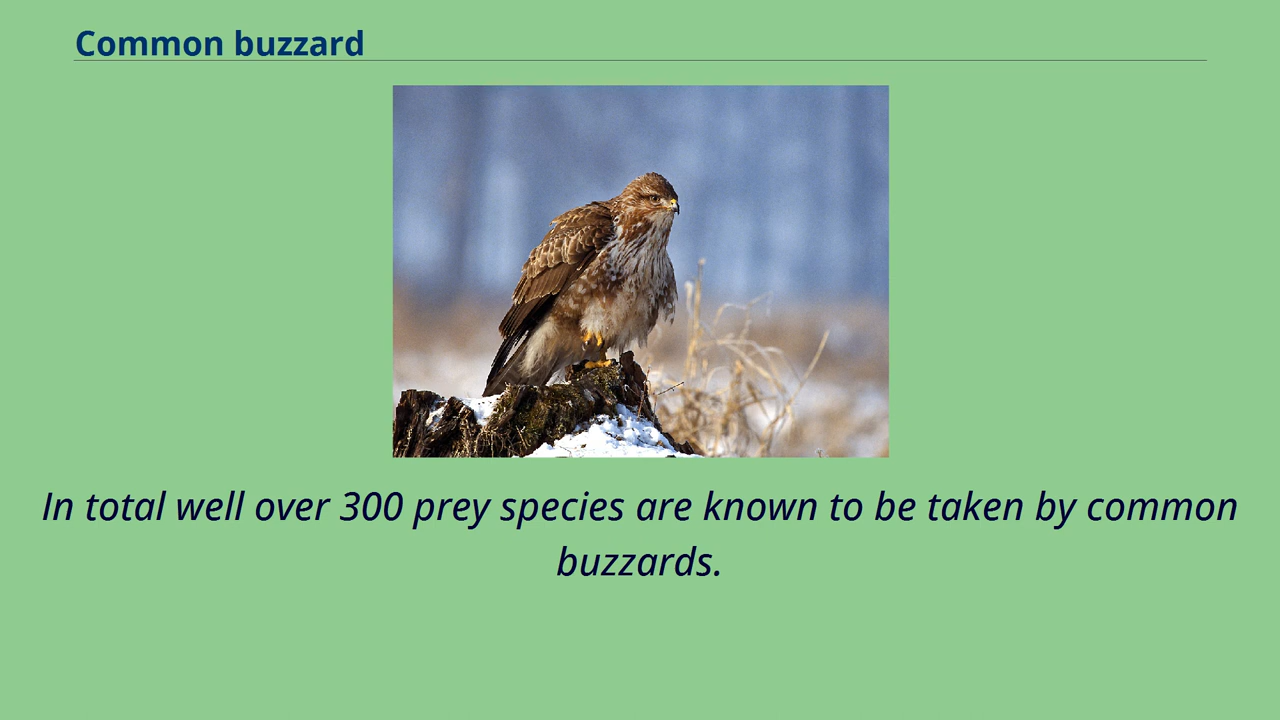 Common buzzard
In total well over 300 prey species are known to be taken by common
buzzards.